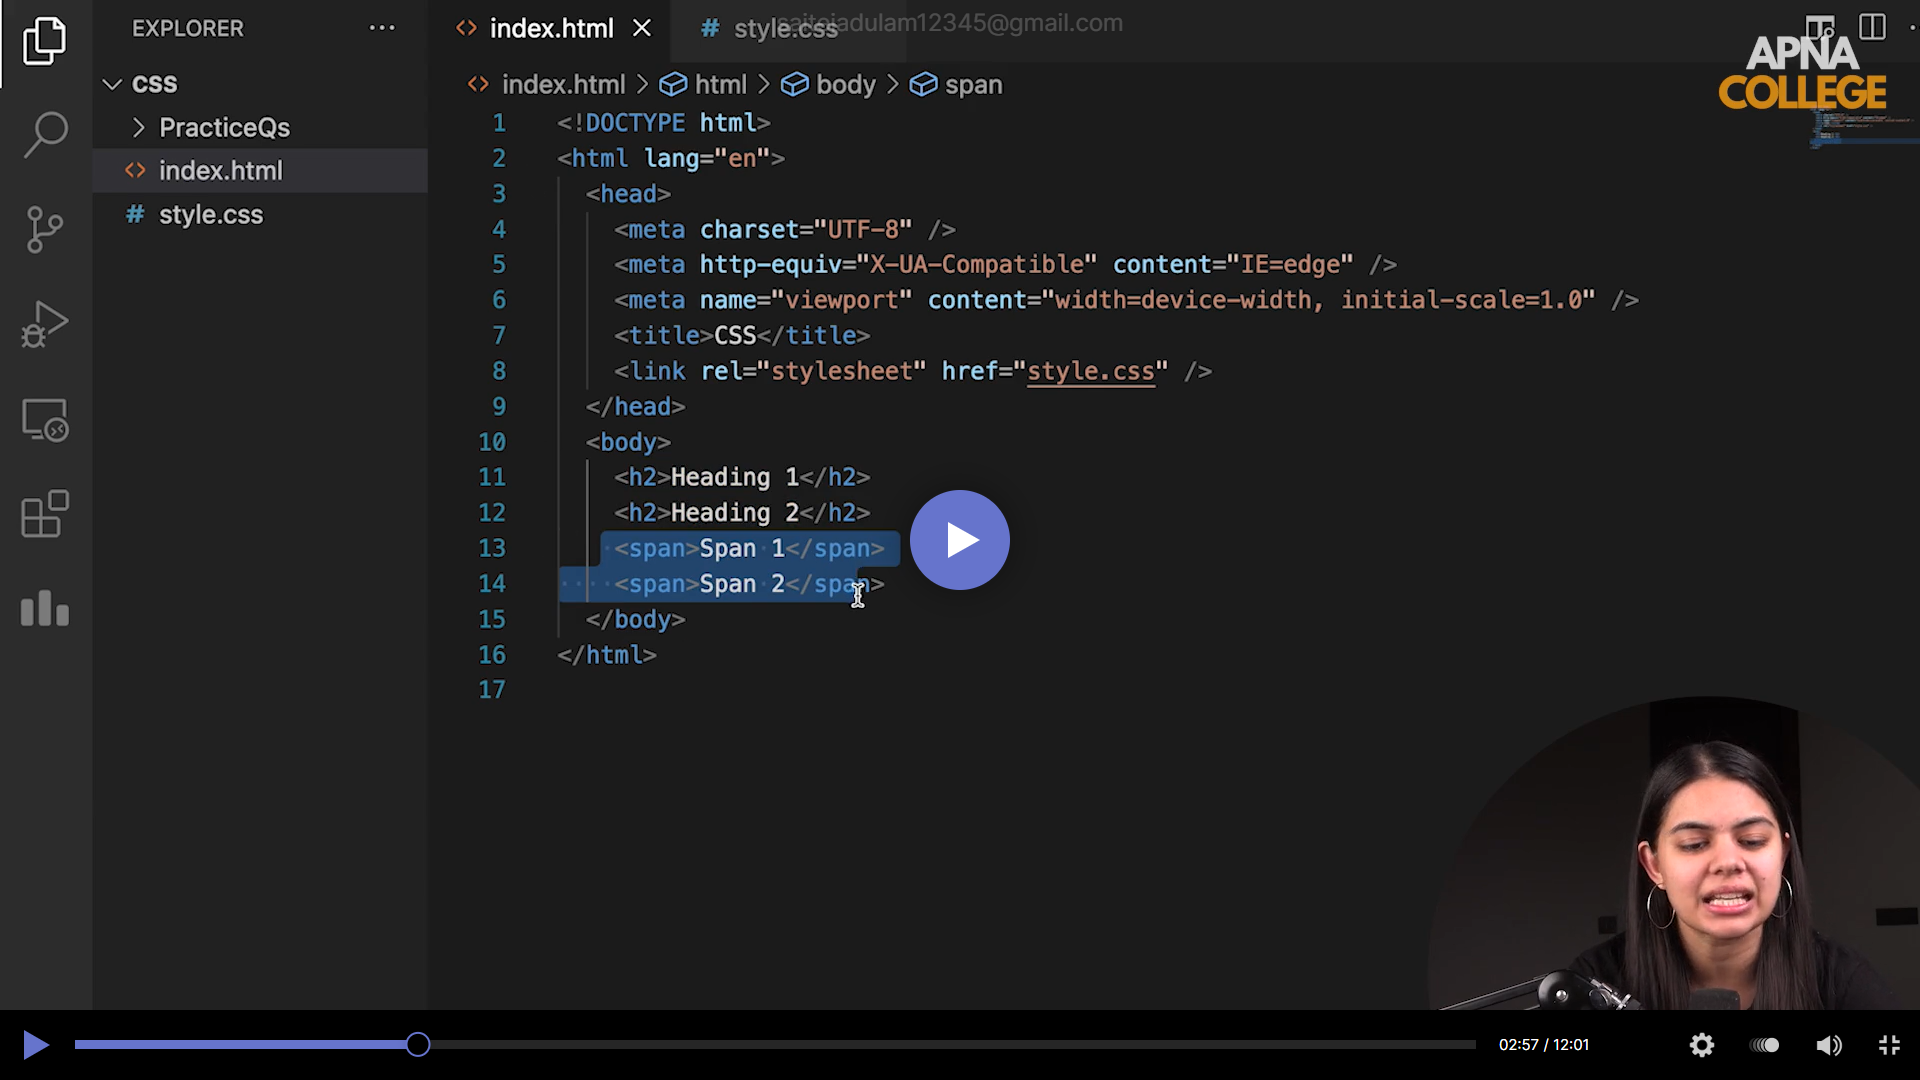 EXPLORER
index.html
style.css
saitejadulam12345@gmail.com
APNA
COLLEGE
CSS
PracticeQs
index.html
style.css
index.html > html > body > span
1 <!DOCTYPE html>
2 <html lang="en">
3 <head>
4 <meta charset="UTF-8" />
5 <meta http-equiv="X-UA-Compatible" content="IE=edge" />
6 <meta name="viewport" content="width=device-width, initial-scale=1.0" />
7 <title>CSS</title>
8 <link rel="stylesheet" href="style.css" />
9 </head>
10 <body>
11 <h2>Heading 1</h2>
12 <h2>Heading 2</h2>
13 <span>Span 1</span>
14 <span>Span 2</span>
15 </body>
16 </html>
17
02:57 / 12:01